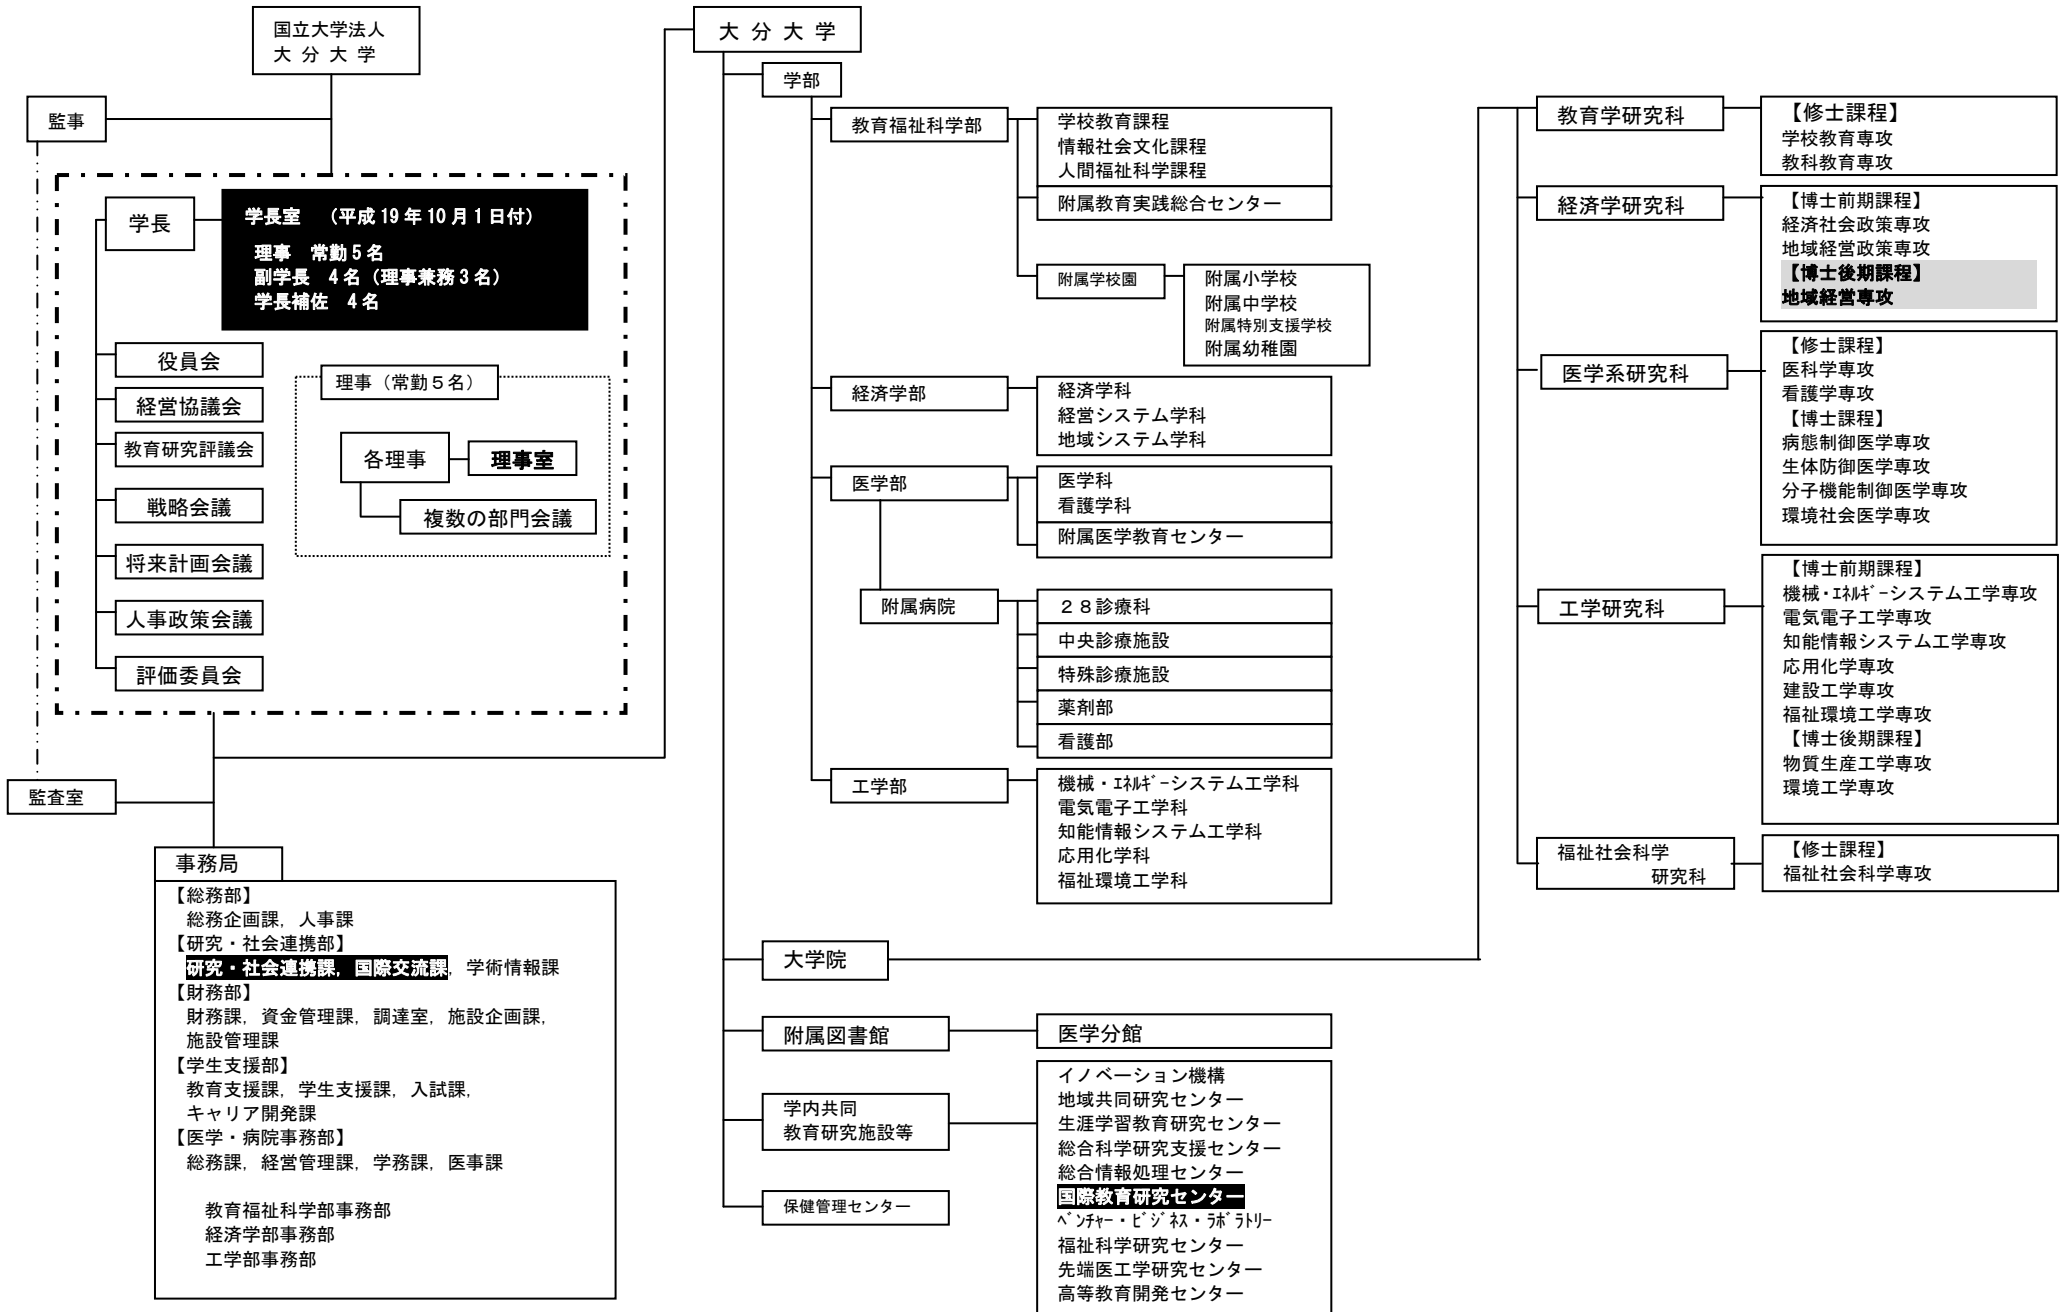 国立大学法人
大 分 大 学
監事
学長
学長室 （平成 19 年 10 月 1 日付）
理事 常勤 5 名
副学長 4 名（理事兼務 3 名）
学長補佐 4 名
役員会
経営協議会
教育研究評議会
戦略会議
将来計画会議
人事政策会議
評価委員会
理事（常勤５名）
各理事
理事室
複数の部門会議
監査室
事務局
【総務部】
総務企画課，人事課
【研究・社会連携部】
研究・社会連携課，国際交流課，学術情報課
【財務部】
財務課，資金管理課，調達室，施設企画課，
施設管理課
【学生支援部】
教育支援課，学生支援課，入試課，
キャリア開発課
【医学・病院事務部】
総務課，経営管理課，学務課，医事課
教育福祉科学部事務部
経済学部事務部
工学部事務部
大 分 大 学
学部
教育福祉科学部
学校教育課程
情報社会文化課程
人間福祉科学課程
附属教育実践総合センター
附属学校園
附属小学校
附属中学校
附属特別支援学校
附属幼稚園
経済学部
経済学科
経営システム学科
地域システム学科
医学部
医学科
看護学科
附属医学教育センター
附属病院
２８診療科
中央診療施設
特殊診療施設
薬剤部
看護部
工学部
機械・ｴﾈﾙｷﾞｰシステム工学科
電気電子工学科
知能情報システム工学科
応用化学科
福祉環境工学科
大学院
附属図書館
医学分館
学内共同
教育研究施設等
イノベーション機構
地域共同研究センター
生涯学習教育研究センター
総合科学研究支援センター
総合情報処理センター
国際教育研究センター
ﾍﾞﾝﾁｬｰ・ﾋﾞｼﾞﾈｽ・ﾗﾎﾞﾗﾄﾘｰ
福祉科学研究センター
先端医工学研究センター
高等教育開発センター
保健管理センター
教育学研究科
【修士課程】
学校教育専攻
教科教育専攻
経済学研究科
【博士前期課程】
経済社会政策専攻
地域経営政策専攻
【博士後期課程】
地域経営専攻
医学系研究科
【修士課程】
医科学専攻
看護学専攻
【博士課程】
病態制御医学専攻
生体防御医学専攻
分子機能制御医学専攻
環境社会医学専攻
工学研究科
【博士前期課程】
機械・ｴﾈﾙｷﾞｰシステム工学専攻
電気電子工学専攻
知能情報システム工学専攻
応用化学専攻
建設工学専攻
福祉環境工学専攻
【博士後期課程】
物質生産工学専攻
環境工学専攻
福祉社会科学
研究科
【修士課程】
福祉社会科学専攻